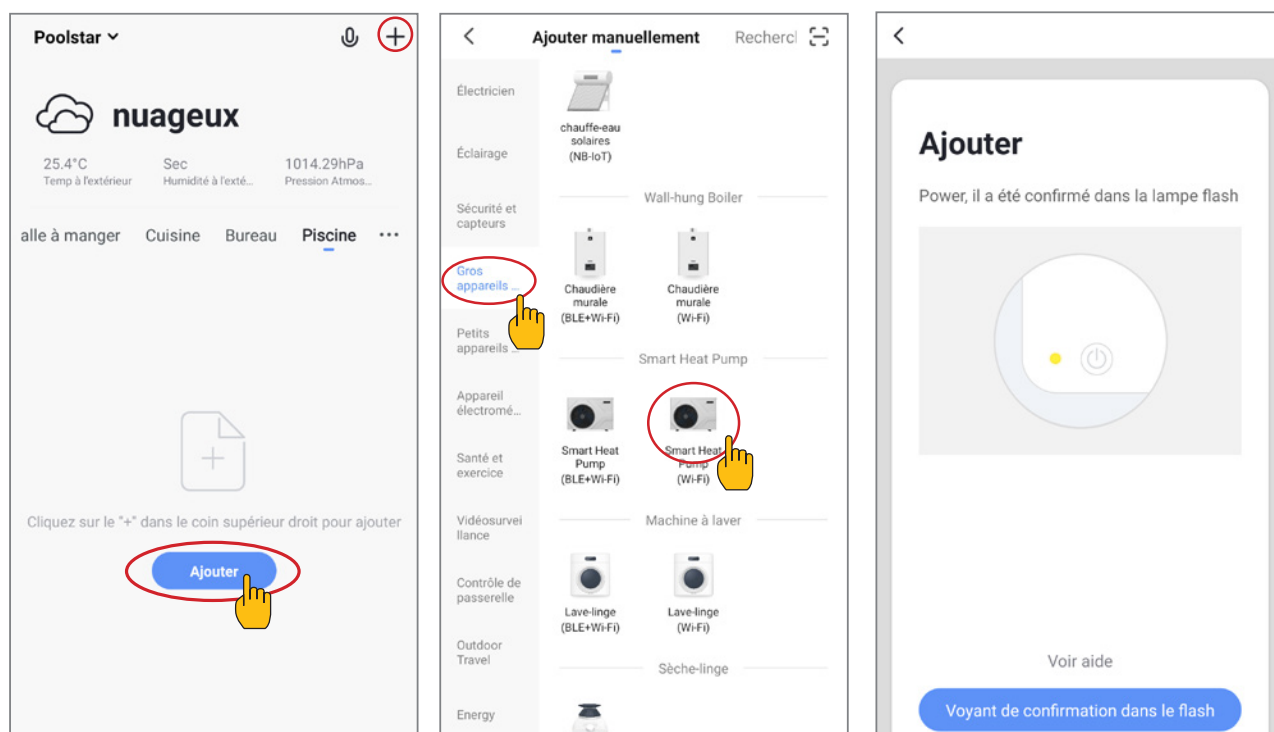 Poolstar
nuageux
25.4°C Sec 1014.29hPa
Temp à l'extérieur Humidité à l'exté... Pression Atmos...
alle à manger Cuisine Bureau Piscine ...
Cliquez sur le "+" dans le coin supérieur droit pour ajouter
Ajouter
Ajouter manuellement Recherc
Électricien
Éclairage
Sécurité et
capteurs
Gros
appareils ...
Petits
appareils ...
Appareil
électromé...
Santé et
exercice
Vidéosurvei
llance
Contrôle de
passerelle
Outdoor
Travel
Energy
chauffe-eau
solaires
(NB-IoT)
Wall-hung Boiler
Chaudière
murale
(BLE+Wi-Fi)
Chaudière
murale
(Wi-Fi)
Smart Heat Pump
Smart Heat
Pump
(BLE+Wi-Fi)
Smart Heat
Pump
(Wi-Fi)
Machine à laver
Lave-linge
(BLE+Wi-Fi)
Lave-linge
(Wi-Fi)
Sèche-linge
Ajouter
Power, il a été confirmé dans la lampe flash
Voir aide
Voyant de confirmation dans le flash